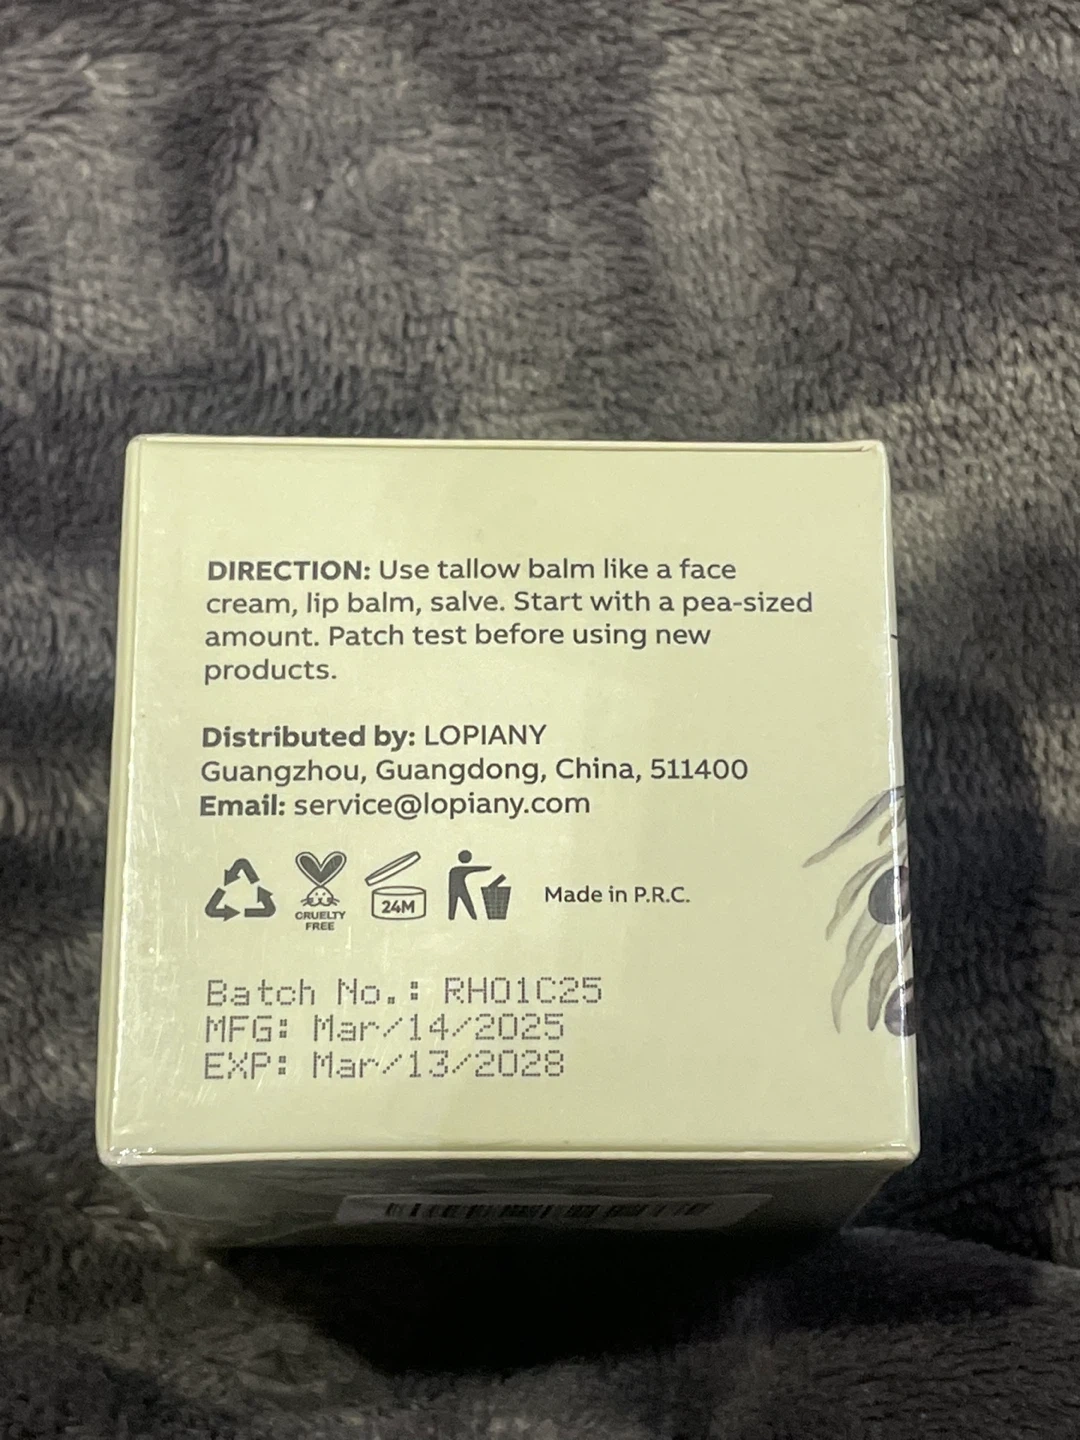 DIRECTION: Use tallow balm like a face
cream, lip balm, salve. Start with a pea-sized
amount. Patch test before using new
products.
Distributed by: LOPIANY
Guangzhou, Guangdong, China, 511400
Email: service@lopiany.com
CRUELTY
FREE
24M
Made in P.R.C.
Batch No.: RH01C25
MFG: Mar/14/2025
EXP: Mar/13/2028